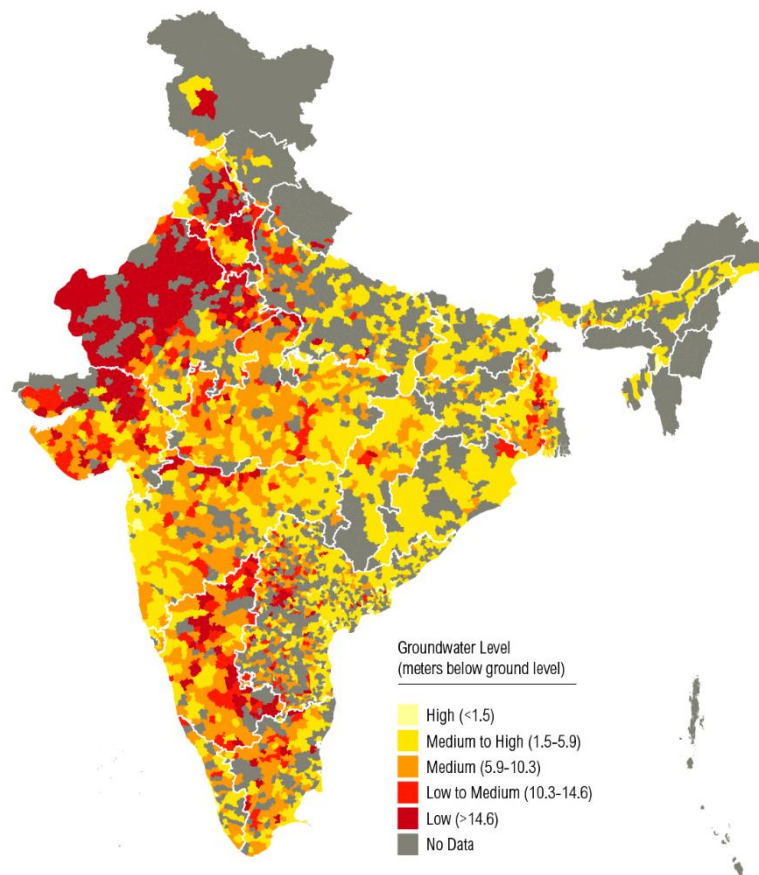 Groundwater Level
(meters below ground level)
High (<1.5)
Medium to High (1.5-5.9)
Medium (5.9-10.3)
Low to Medium (10.3-14.6)
Low (>14.6)
No Data